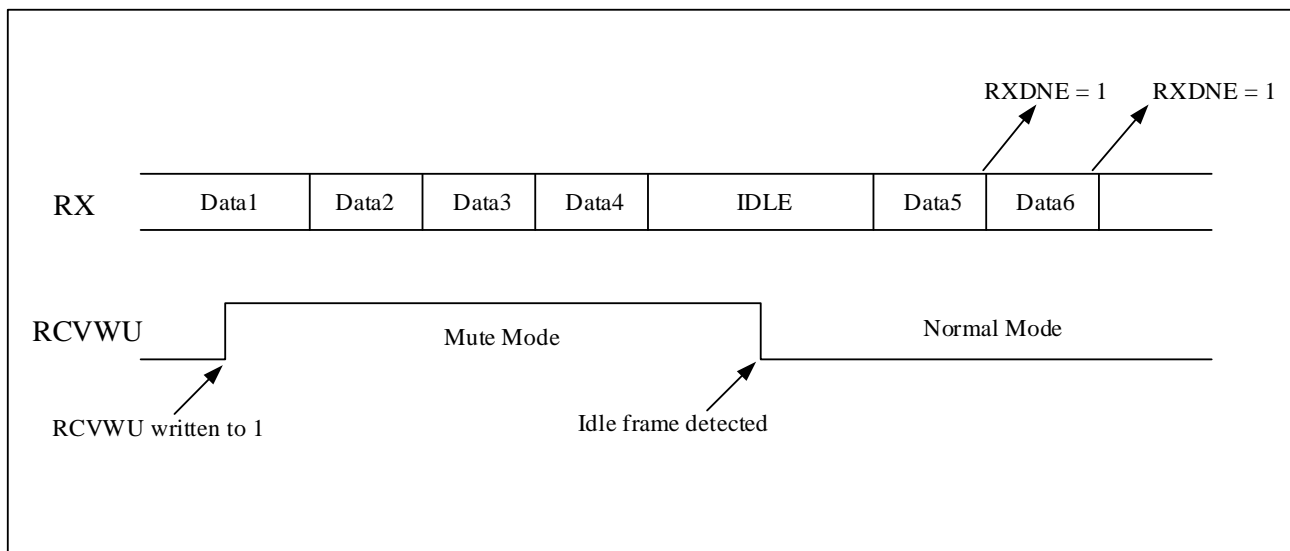 RXDNE = 1 RXDNE = 1
RX Data1 Data2 Data3 Data4 IDLE Data5 Data6
RCVWU Mute Mode Normal Mode
RCVWU written to 1 Idle frame detected